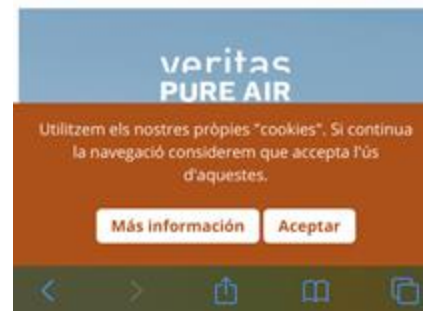 veritas
PURE AIR
Utilitzem els nostres pròpies "cookies". Si continua
la navegació considerem que accepta l'ús
d'aquestes.
Más información Aceptar